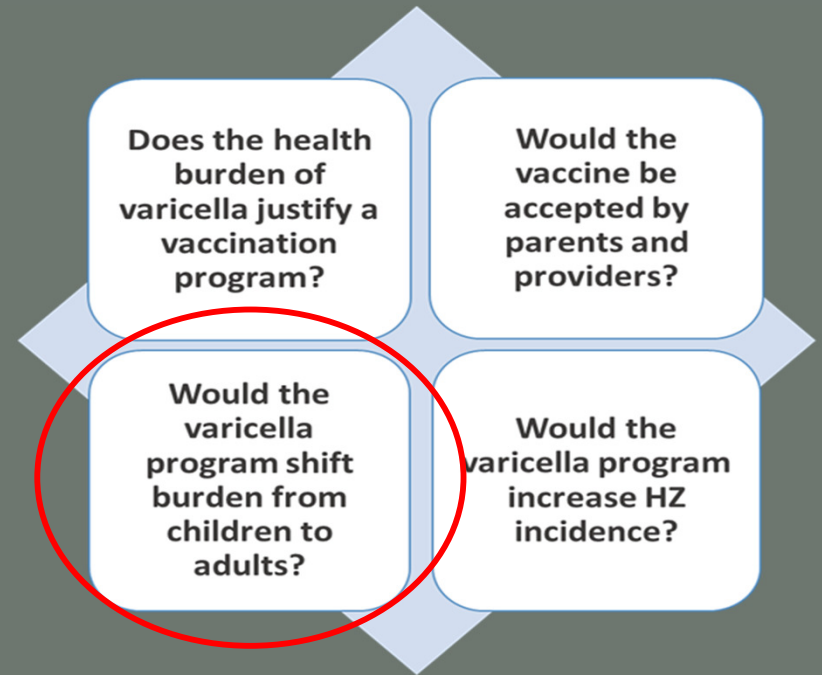 Does the health
burden of
varicella justify a
vaccination
program?
Would the
vaccine be
accepted by
parents and
providers?
Would the
varicella
program shift
burden from
children to
adults?
Would the
varicella program
increase HZ
incidence?